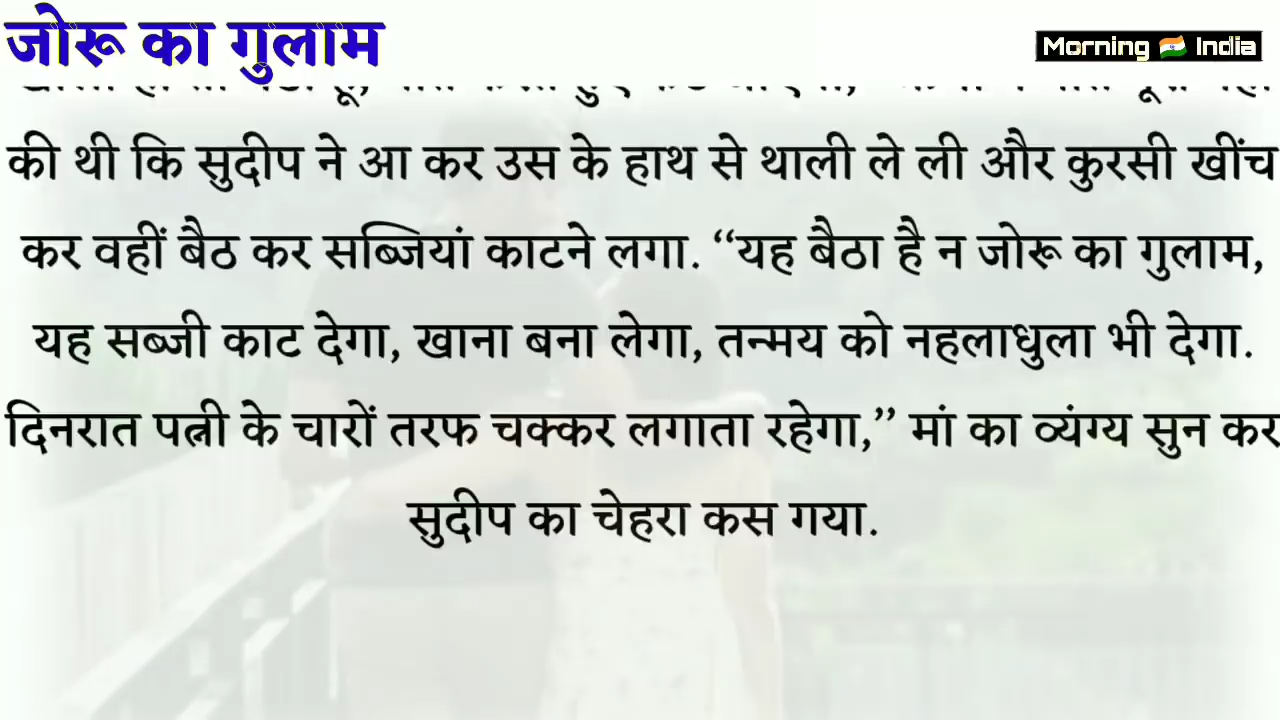 जोरू का गुलाम
Morning India
की थी कि सुदीप ने आ कर उस के हाथ से थाली ले ली और कुरसी खींच
कर वहीं बैठ कर सब्जियां काटने लगा. “यह बैठा है न जोरू का गुलाम,
यह सब्जी काट देगा, खाना बना लेगा, तन्मय को नहलाधुला भी देगा.
दिनरात पत्नी के चारों तरफ चक्कर लगाता रहेगा,” मां का व्यंग्य सुन कर
सुदीप का चेहरा कस गया.